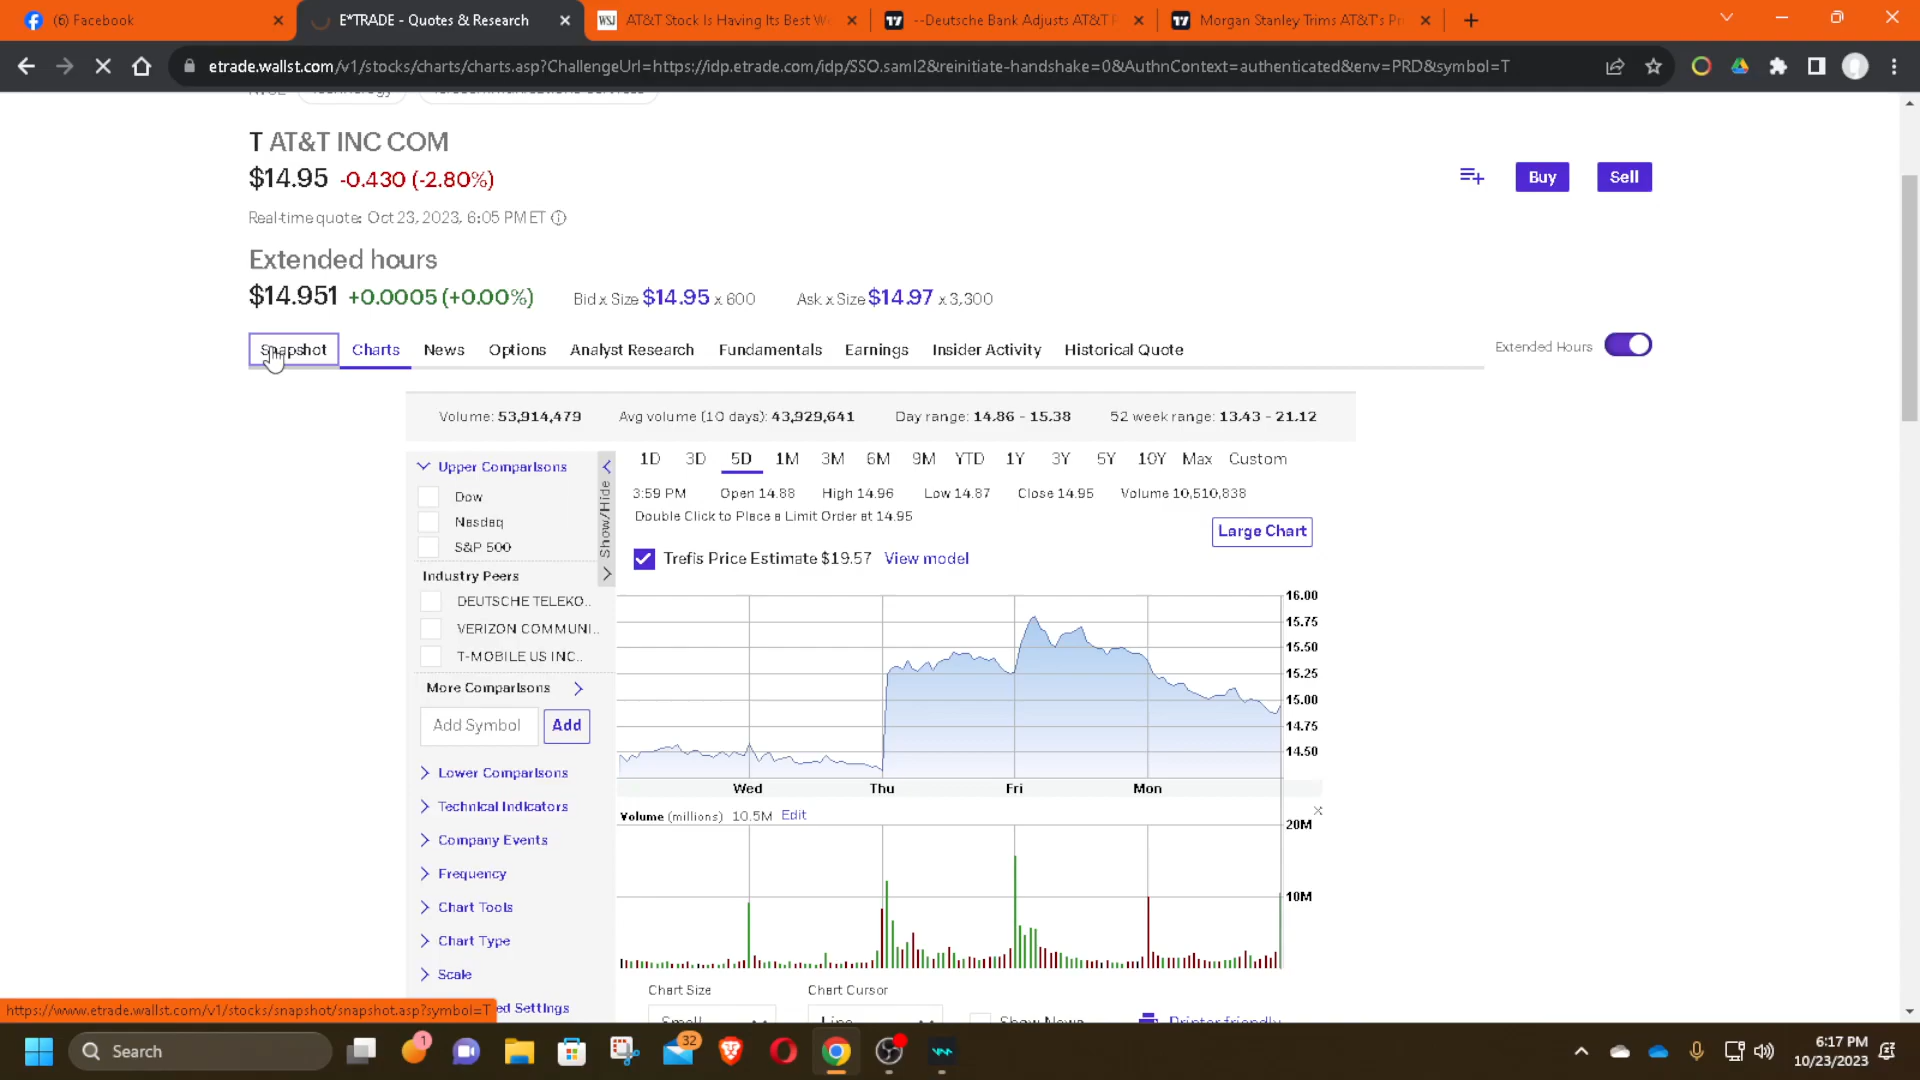 (6) Facebook
E*TRADE - Quotes & Research
WSJ AT&T Stock Is Having Its Best W
--Deutsche Bank Adjusts AT&T
Morgan Stanley Trims AT&T's Pri
etrade.wallst.com/v1/stocks/charts/charts.asp?ChallengeUrl=https://idp.etrade.com/idp/SSO.saml2&reinitiate-handshake=0&AuthnContext=authenticated&env=PRD&symbol=T
T AT&T INC COM
$14.95 -0.430 (-2.80%)
Buy
Sell
Real-time quote: Oct 23, 2023, 6:05 PM ET
Extended hours
$14.951 +0.0005 (+0.00%) Bid x Size $14.95 x 600 Ask x Size $14.97 x 3,300
Snapshot Charts News Options Analyst Research Fundamentals Earnings Insider Activity Historical Quote
Extended Hours
Volume: 53,914,479 Avg volume (10 days): 43,929,641 Day range: 14.86 - 15.38 52 week range: 13.43 - 21.12
Upper Comparisons
Dow
Nasdaq
S&P 500
Industry Peers
DEUTSCHE TELEKO..
VERIZON COMMUNI..
T-MOBILE US INC..
More Comparisons
Add Symbol Add
Lower Comparisons
Technical Indicators
Company Events
Frequency
Chart Tools
Chart Type
Scale
ed Settings
Show/Hide
1D 3D 5D 1M 3M 6M 9M YTD 1Y 3Y 5Y 10Y Max Custom
3:59 PM Open 14.88 High 14.96 Low 14.87 Close 14.95 Volume 10,510,838
Double Click to Place a Limit Order at 14.95
Large Chart
Trefis Price Estimate $19.57 View model
16.00
15.75
15.50
15.25
15.00
14.75
14.50
Wed Thu Fri Mon
Volume (millions) 10.5M Edit
20M
10M
Chart Size Chart Cursor
Small Line Show News Printer friendly
https://www.etrade.wallst.com/v1/stocks/snapshot/snapshot.asp?symbol=T
Search
1
32
6:17 PM
10/23/2023